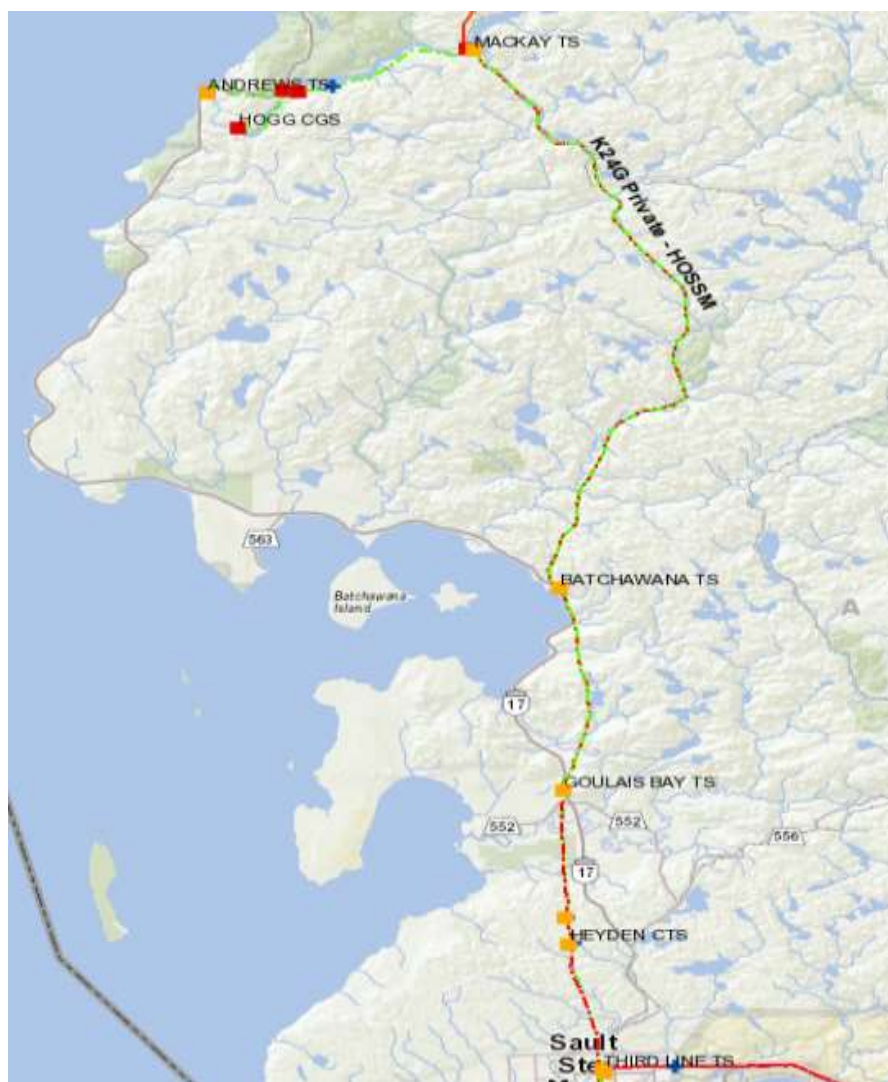 MACKAY TS
ANDREWS TS
HOGG CGS
K24G Private - HOSSM
563
BATCHAWANA TS
Batchawana
Island
A
17
GOULAIS BAY TS
552
552
556
17
HEYDEN CTS
Sault
Ste
THIRD LINE TS